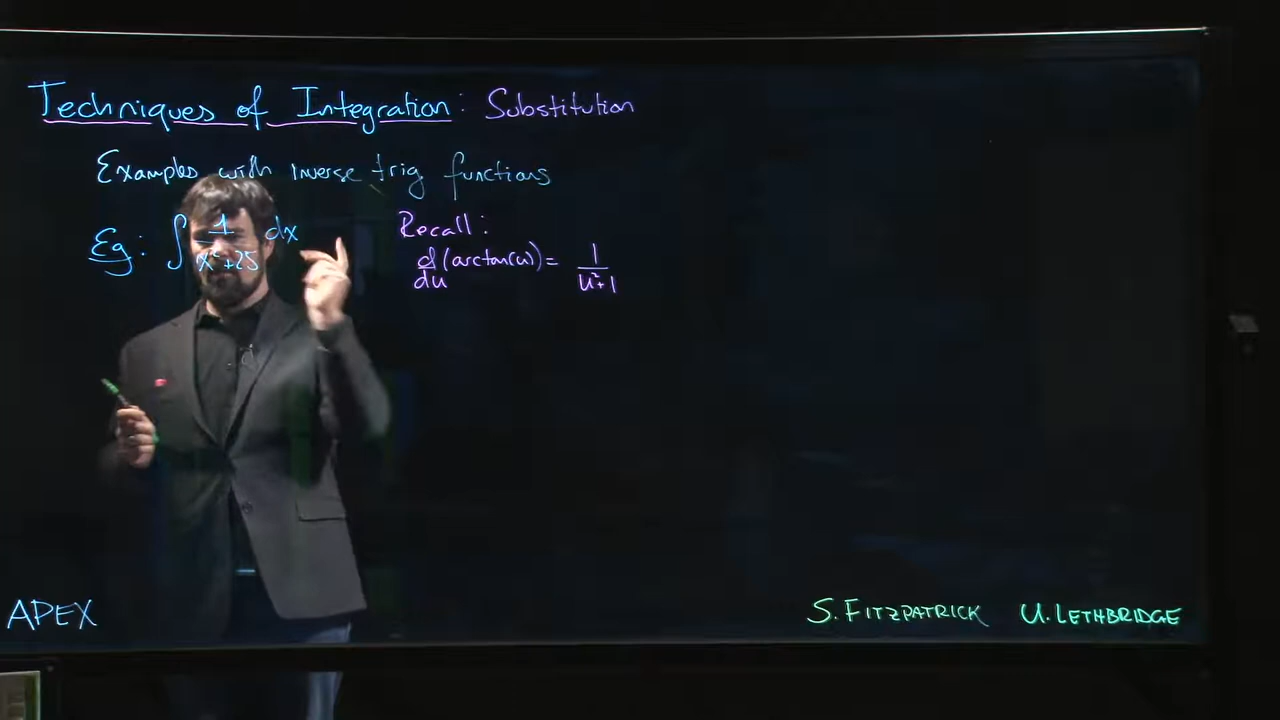 Techniques of Integration: Substitution
Examples with inverse trig functions
Eg: ∫ 1/(x²+25) dx
Recall:
d/du (arctan(u)) = 1/(u²+1)
APEX
S. FITZPATRICK U. LETHBRIDGE